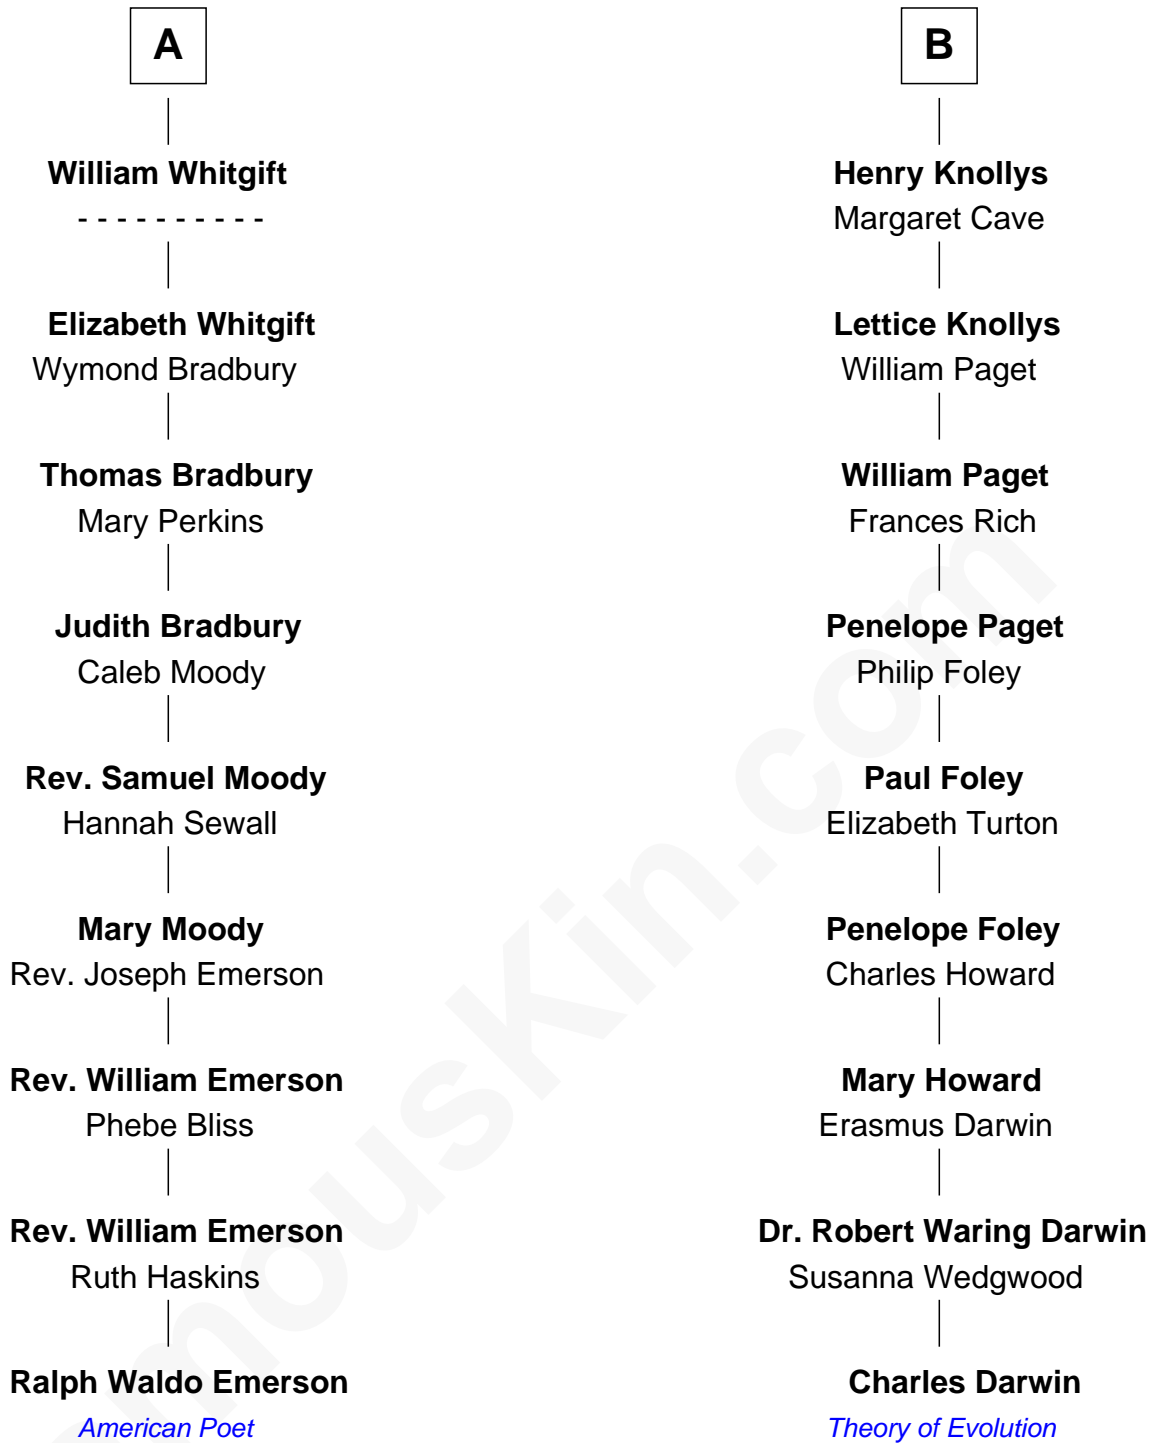 A
William Whitgift
- - - - - - - - - -
Elizabeth Whitgift
Wymond Bradbury
Thomas Bradbury
Mary Perkins
Judith Bradbury
Caleb Moody
Rev. Samuel Moody
Hannah Sewall
Mary Moody
Rev. Joseph Emerson
Rev. William Emerson
Phebe Bliss
Rev. William Emerson
Ruth Haskins
Ralph Waldo Emerson
American Poet
B
Henry Knollys
Margaret Cave
Lettice Knollys
William Paget
William Paget
Frances Rich
Penelope Paget
Philip Foley
Paul Foley
Elizabeth Turton
Penelope Foley
Charles Howard
Mary Howard
Erasmus Darwin
Dr. Robert Waring Darwin
Susanna Wedgwood
Charles Darwin
Theory of Evolution
mousKin.com